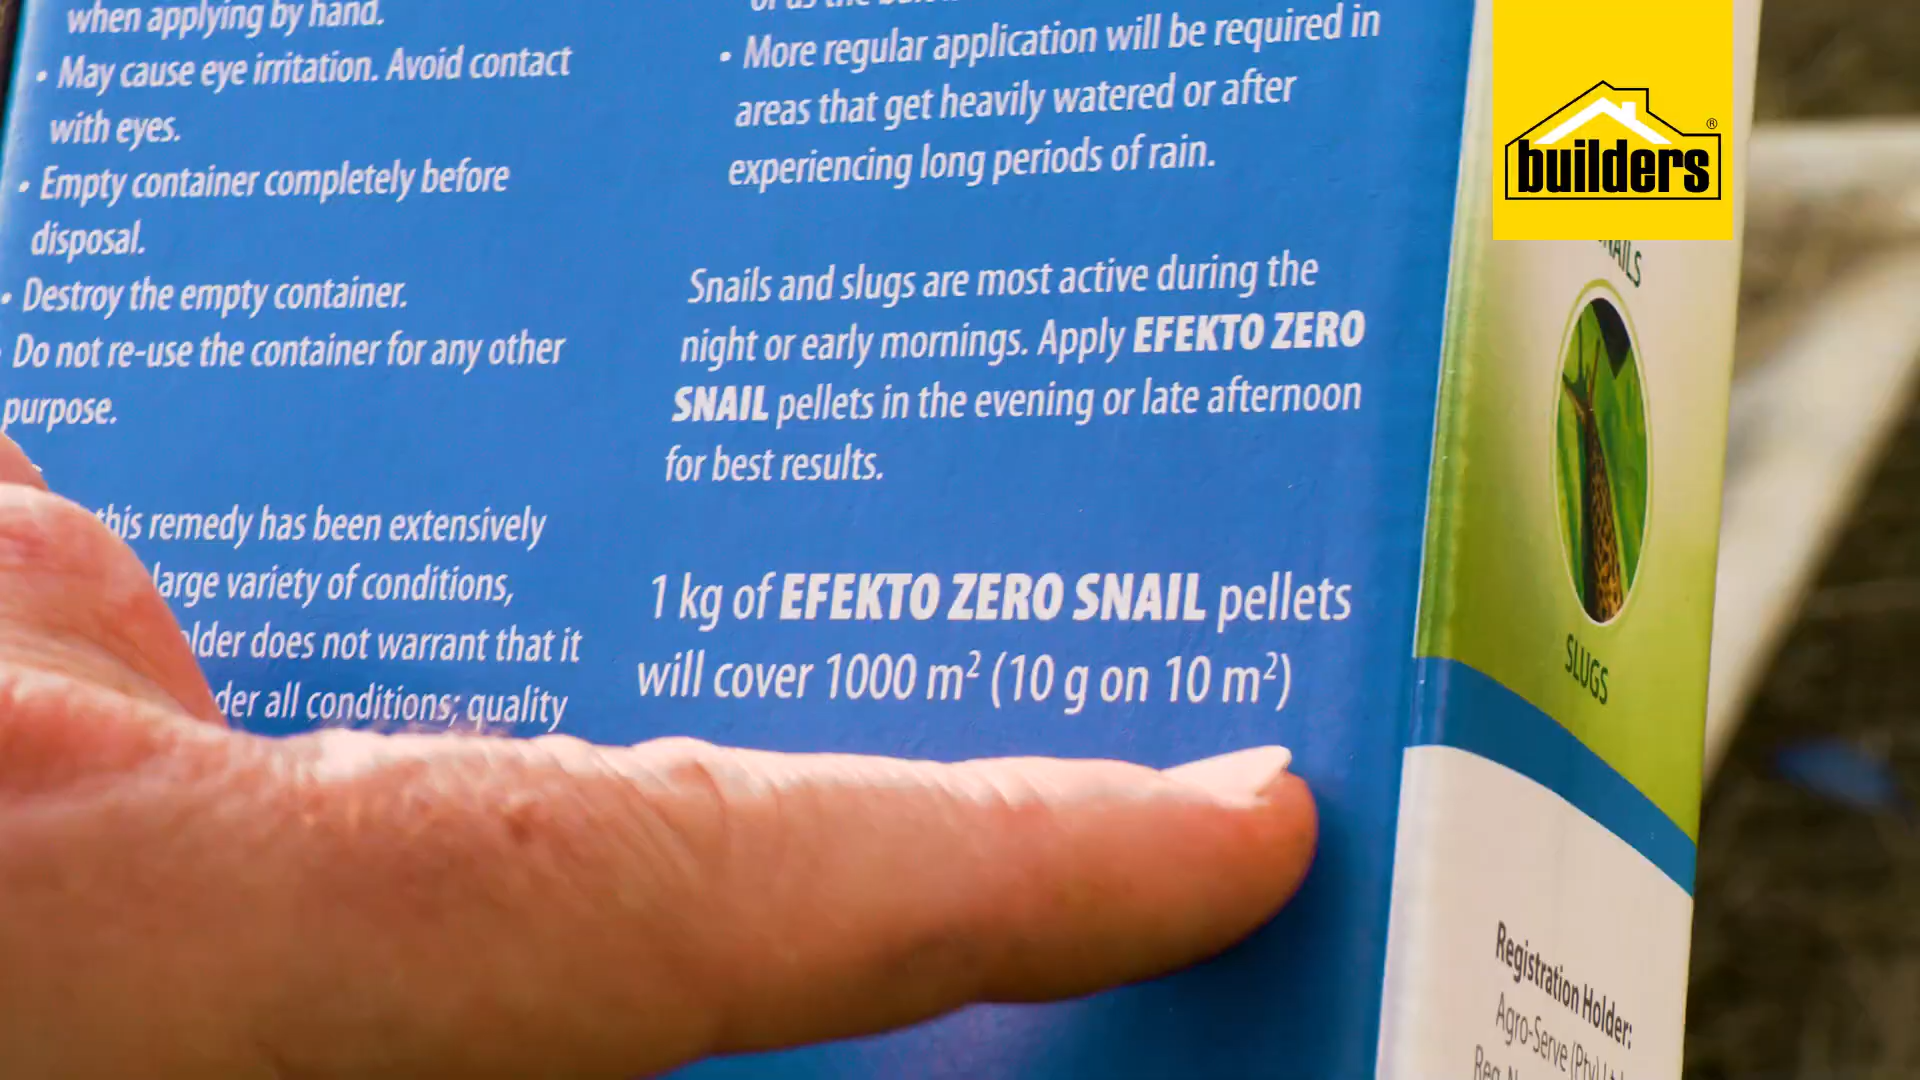 when applying by hand.
• May cause eye irritation. Avoid contact
with eyes.
• Empty container completely before
disposal.
• Destroy the empty container.
Do not re-use the container for any other
purpose.
this remedy has been extensively
large variety of conditions,
does not warrant that it
all conditions; quality
• More regular application will be required in
areas that get heavily watered or after
experiencing long periods of rain.
Snails and slugs are most active during the
night or early mornings. Apply EFEKTO ZERO
SNAIL pellets in the evening or late afternoon
for best results.
1 kg of EFEKTO ZERO SNAIL pellets
will cover 1000 m² (10 g on 10 m²)
builders®
SLUGS
Registration Holder:
Agro-Serve (Pty)